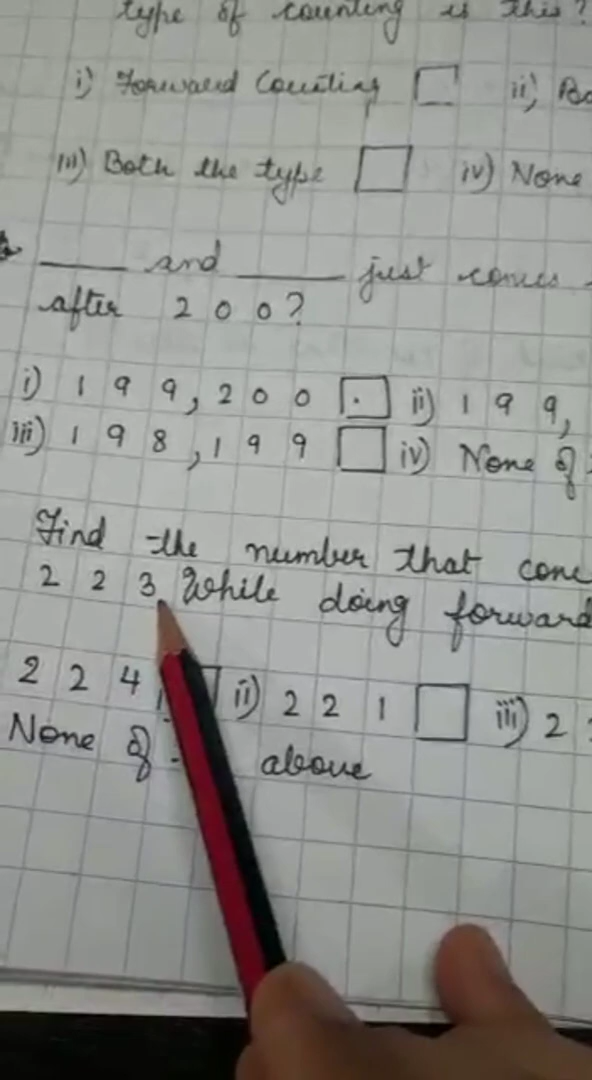 type of counting is this?
i) Forward Counting ii)
iii) Both the type iv) None
____ and ____ just comes
after 200?
i) 199, 200 ii) 199,
iii) 198, 199 iv) None of
Find the number that
223 While doing forward
224 ii) 221 iii) 2
None of above